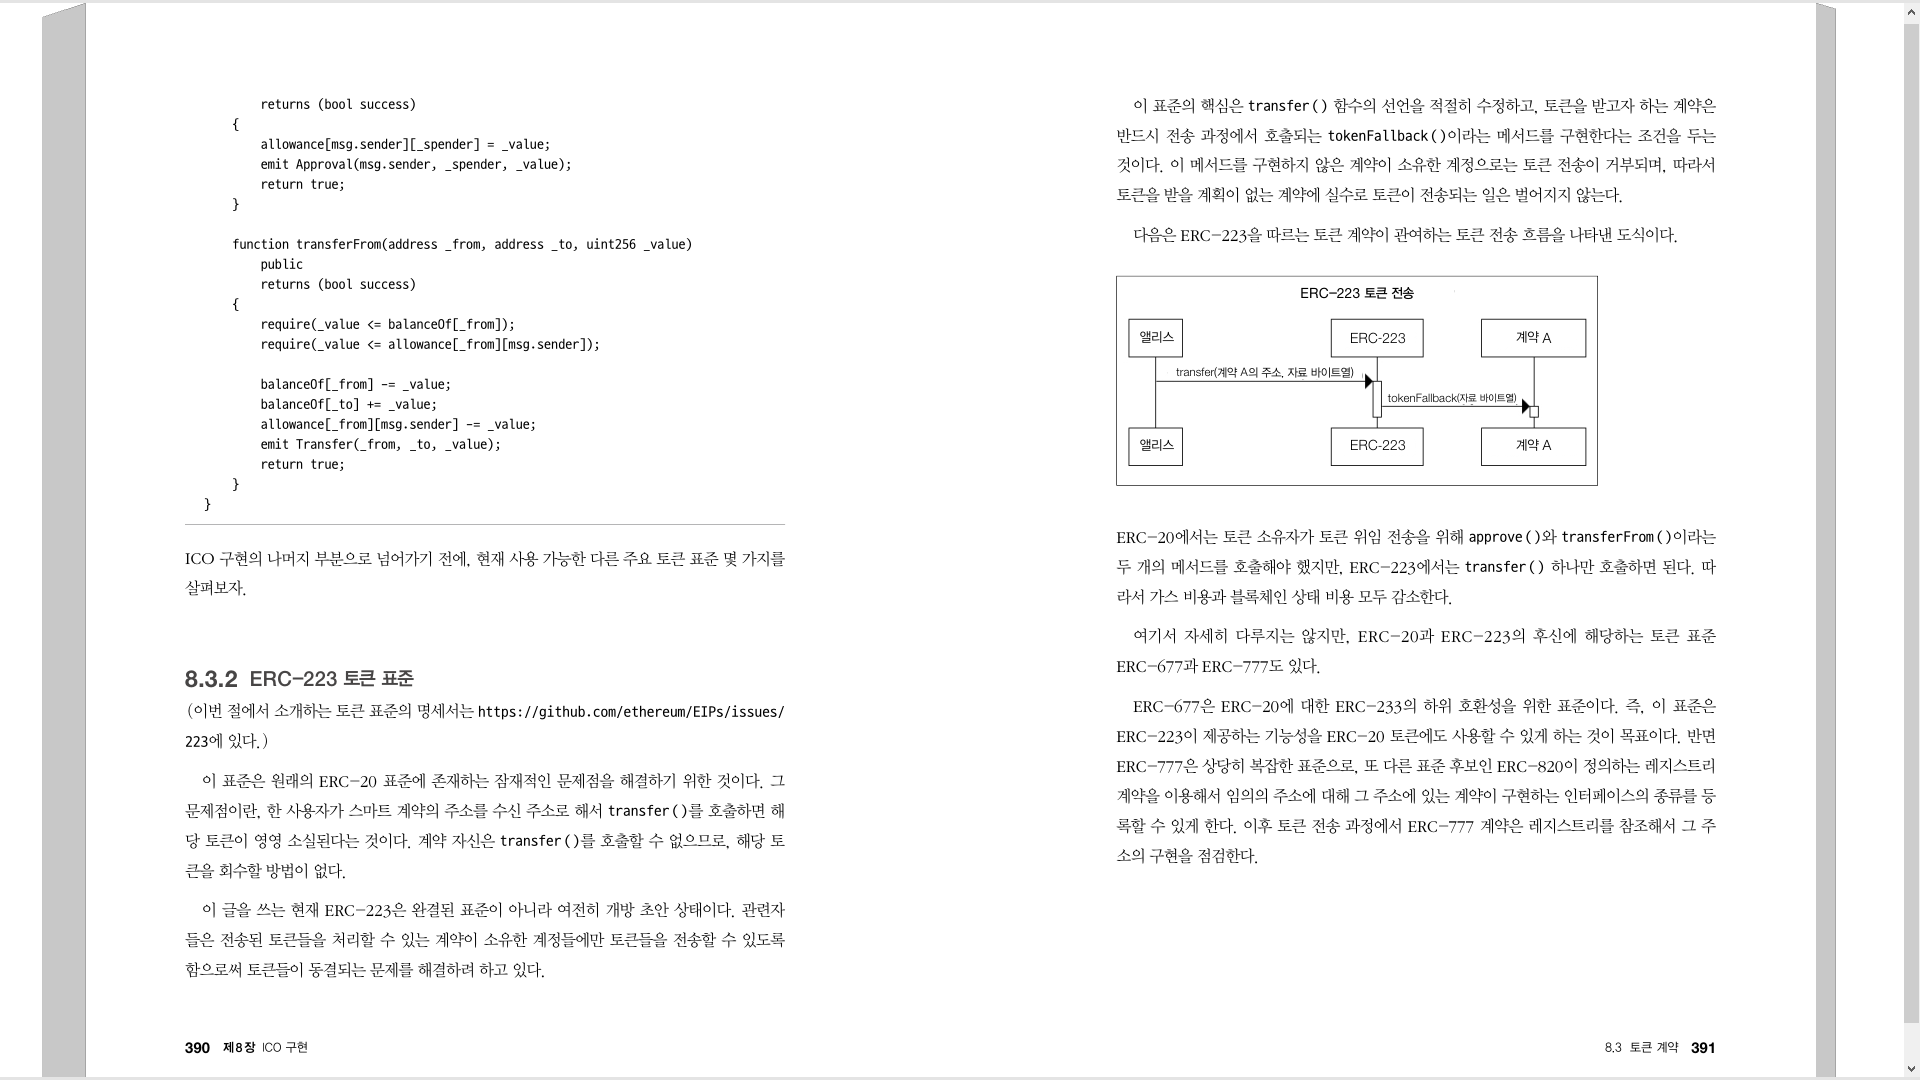 returns (bool success)
    {
        allowance[msg.sender][_spender] = _value;
        emit Approval(msg.sender, _spender, _value);
        return true;
    }
    function transferFrom(address _from, address _to, uint256 _value)
        public
        returns (bool success)
    {
        require(_value <= balanceOf[_from]);
        require(_value <= allowance[_from][msg.sender]);
        balanceOf[_from] -= _value;
        balanceOf[_to] += _value;
        allowance[_from][msg.sender] -= _value;
        emit Transfer(_from, _to, _value);
        return true;
    }
}
ICO 구현의 나머지 부분으로 넘어가기 전에, 현재 사용 가능한 다른 주요 토큰 표준 몇 가지를
살펴보자.
8.3.2 ERC-223 토큰 표준
(이번 절에서 소개하는 토큰 표준의 명세서는 https://github.com/ethereum/EIPs/issues/
223에 있다.)
이 표준은 원래의 ERC-20 표준에 존재하는 잠재적인 문제점을 해결하기 위한 것이다. 그
문제점이란, 한 사용자가 스마트 계약의 주소를 수신 주소로 해서 transfer()를 호출하면 해
당 토큰이 영영 소실된다는 것이다. 계약 자신은 transfer()를 호출할 수 없으므로, 해당 토
큰을 회수할 방법이 없다.
이 글을 쓰는 현재 ERC-223은 완결된 표준이 아니라 여전히 개방 초안 상태이다. 관련자
들은 전송된 토큰들을 처리할 수 있는 계약이 소유한 계정들에만 토큰들을 전송할 수 있도록
함으로써 토큰들이 동결되는 문제를 해결하려 하고 있다.
390 제8장 ICO 구현
이 표준의 핵심은 transfer() 함수의 선언을 적절히 수정하고, 토큰을 받고자 하는 계약은
반드시 전송 과정에서 호출되는 tokenFallback()이라는 메서드를 구현한다는 조건을 두는
것이다. 이 메서드를 구현하지 않은 계약이 소유한 계정으로는 토큰 전송이 거부되며, 따라서
토큰을 받을 계획이 없는 계약에 실수로 토큰이 전송되는 일은 벌어지지 않는다.
다음은 ERC-223을 따르는 토큰 계약이 관여하는 토큰 전송 흐름을 나타낸 도식이다.
ERC-223 토큰 전송
앨리스 ERC-223 계약 A
transfer(계약 A의 주소, 자료 바이트열)
tokenFallback(자료 바이트열)
앨리스 ERC-223 계약 A
ERC-20에서는 토큰 소유자가 토큰 위임 전송을 위해 approve()와 transferFrom()이라는
두 개의 메서드를 호출해야 했지만, ERC-223에서는 transfer() 하나만 호출하면 된다. 따
라서 가스 비용과 블록체인 상태 비용 모두 감소한다.
여기서 자세히 다루지는 않지만, ERC-20과 ERC-223의 후신에 해당하는 토큰 표준
ERC-677과 ERC-777도 있다.
ERC-677은 ERC-20에 대한 ERC-233의 하위 호환성을 위한 표준이다. 즉, 이 표준은
ERC-223이 제공하는 기능성을 ERC-20 토큰에도 사용할 수 있게 하는 것이 목표이다. 반면
ERC-777은 상당히 복잡한 표준으로, 또 다른 표준 후보인 ERC-820이 정의하는 레지스트리
계약을 이용해서 임의의 주소에 대해 그 주소에 있는 계약이 구현하는 인터페이스의 종류를 등
록할 수 있게 한다. 이후 토큰 전송 과정에서 ERC-777 계약은 레지스트리를 참조해서 그 주
소의 구현을 점검한다.
8.3 토큰 계약 391